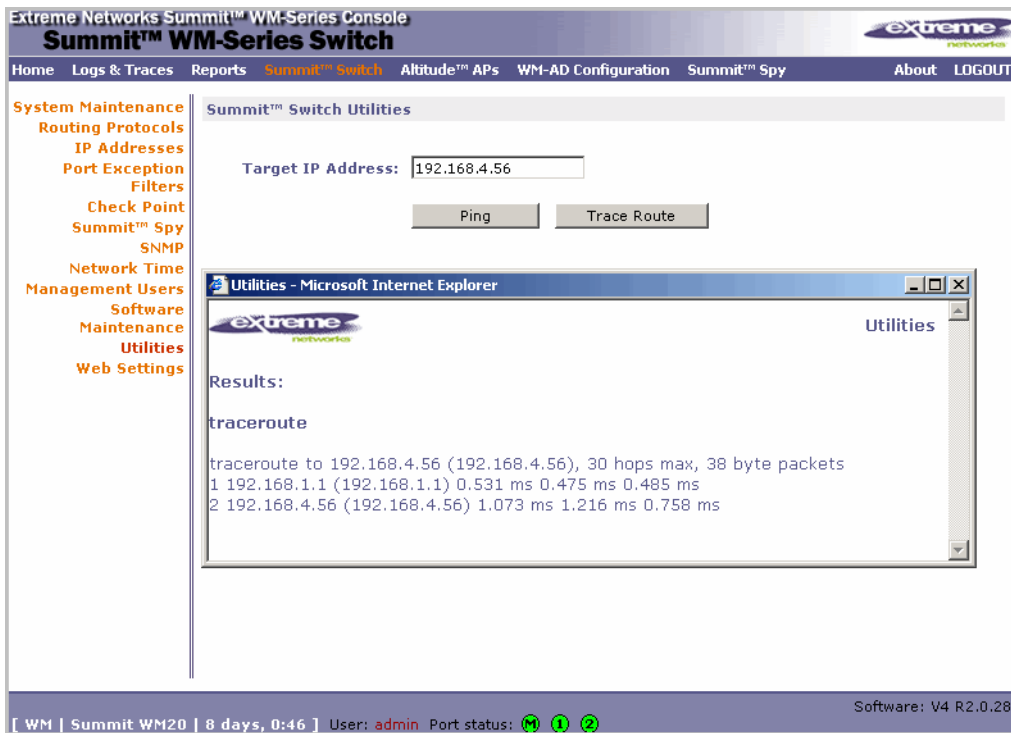 Extreme Networks Summit™ WM-Series Console
Summit™ WM-Series Switch
extreme
networks
Home Logs & Traces Reports Summit™ Switch Altitude™ APs WM-AD Configuration Summit™ Spy About LOGOUT
System Maintenance
Routing Protocols
IP Addresses
Port Exception
Filters
Check Point
Summit™ Spy
SNMP
Network Time
Management Users
Software
Maintenance
Utilities
Web Settings
Summit™ Switch Utilities
Target IP Address: 192.168.4.56
Ping Trace Route
Utilities - Microsoft Internet Explorer
extreme
networks
Utilities
Results:
traceroute
traceroute to 192.168.4.56 (192.168.4.56), 30 hops max, 38 byte packets
1 192.168.1.1 (192.168.1.1) 0.531 ms 0.475 ms 0.485 ms
2 192.168.4.56 (192.168.4.56) 1.073 ms 1.216 ms 0.758 ms
Software: V4 R2.0.28
[ WM | Summit WM20 | 8 days, 0:46 ] User: admin Port status: M 1 2